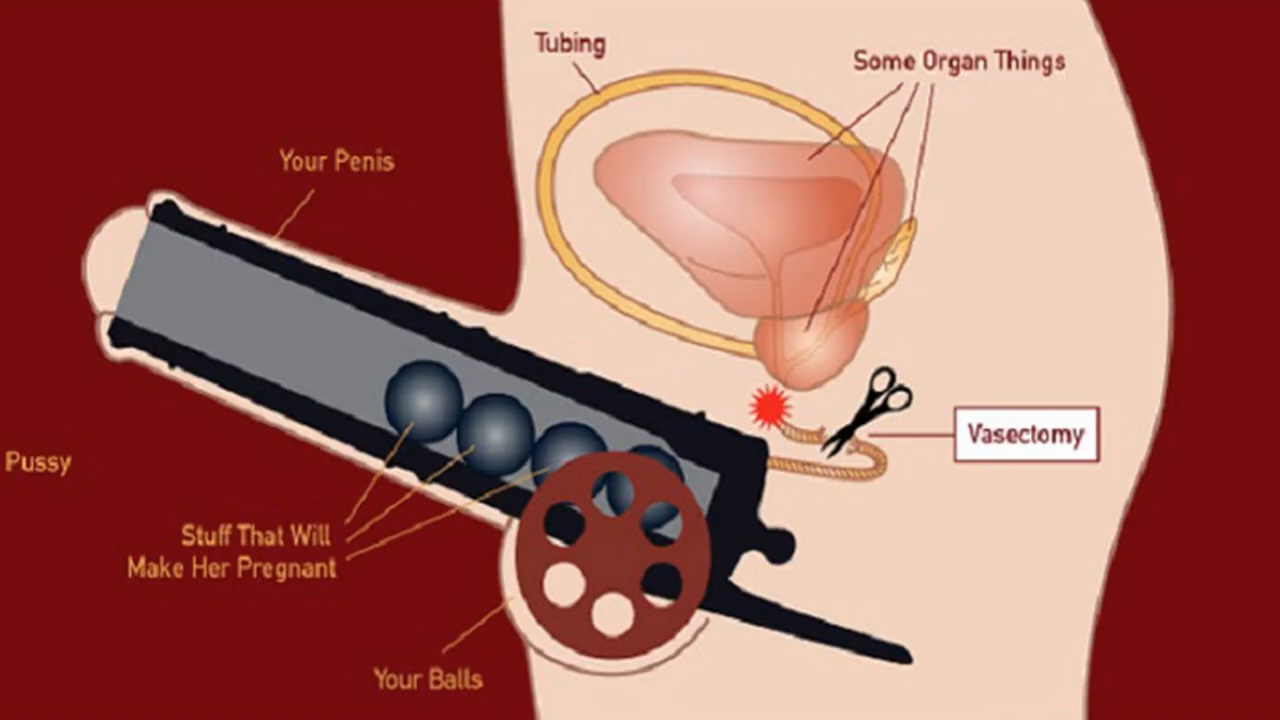 Tubing
Some Organ Things
Your Penis
Vasectomy
Pussy
Stuff That Will
Make Her Pregnant
Your Balls